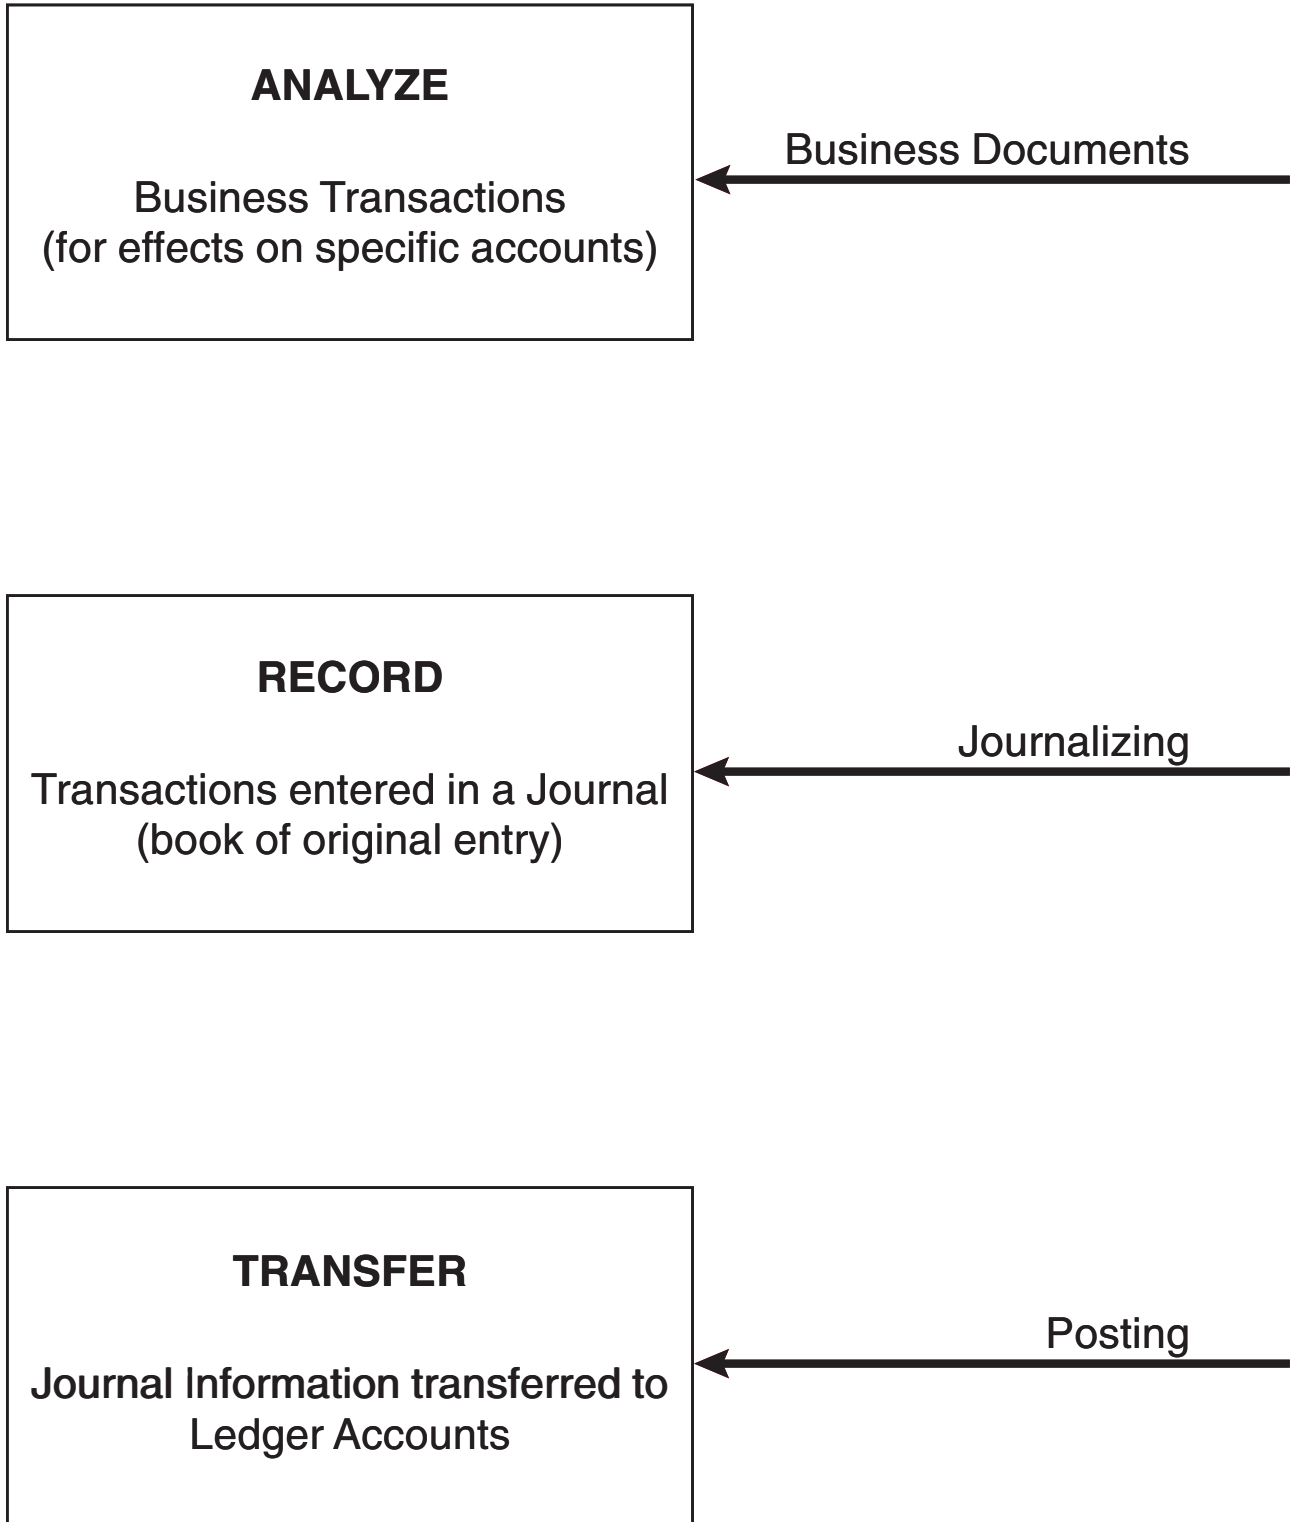 ANALYZE
Business Documents
Business Transactions
(for effects on specific accounts)
RECORD
Journalizing
Transactions entered in a Journal
(book of original entry)
TRANSFER
Posting
Journal Information transferred to
Ledger Accounts